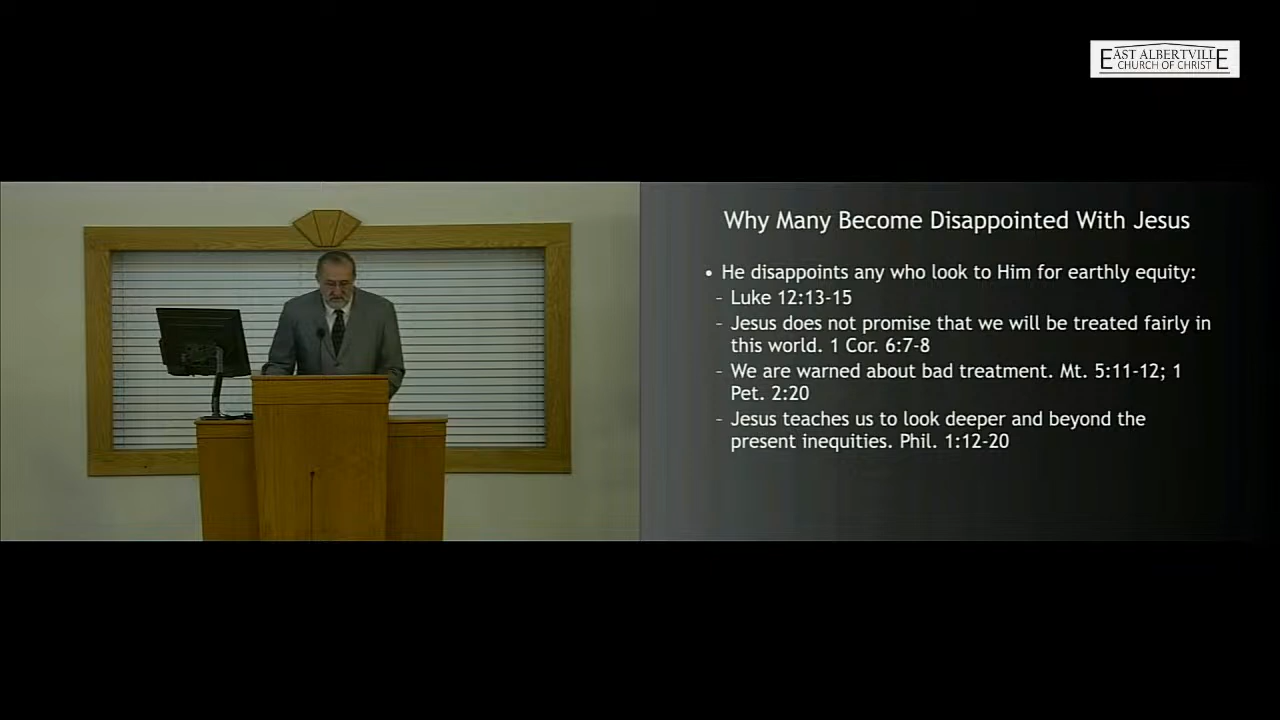 EAST ALBERTVILLE
CHURCH OF CHRIST
Why Many Become Disappointed With Jesus
• He disappoints any who look to Him for earthly equity:
- Luke 12:13-15
- Jesus does not promise that we will be treated fairly in
this world. 1 Cor. 6:7-8
- We are warned about bad treatment. Mt. 5:11-12; 1
Pet. 2:20
- Jesus teaches us to look deeper and beyond the
present inequities. Phil. 1:12-20